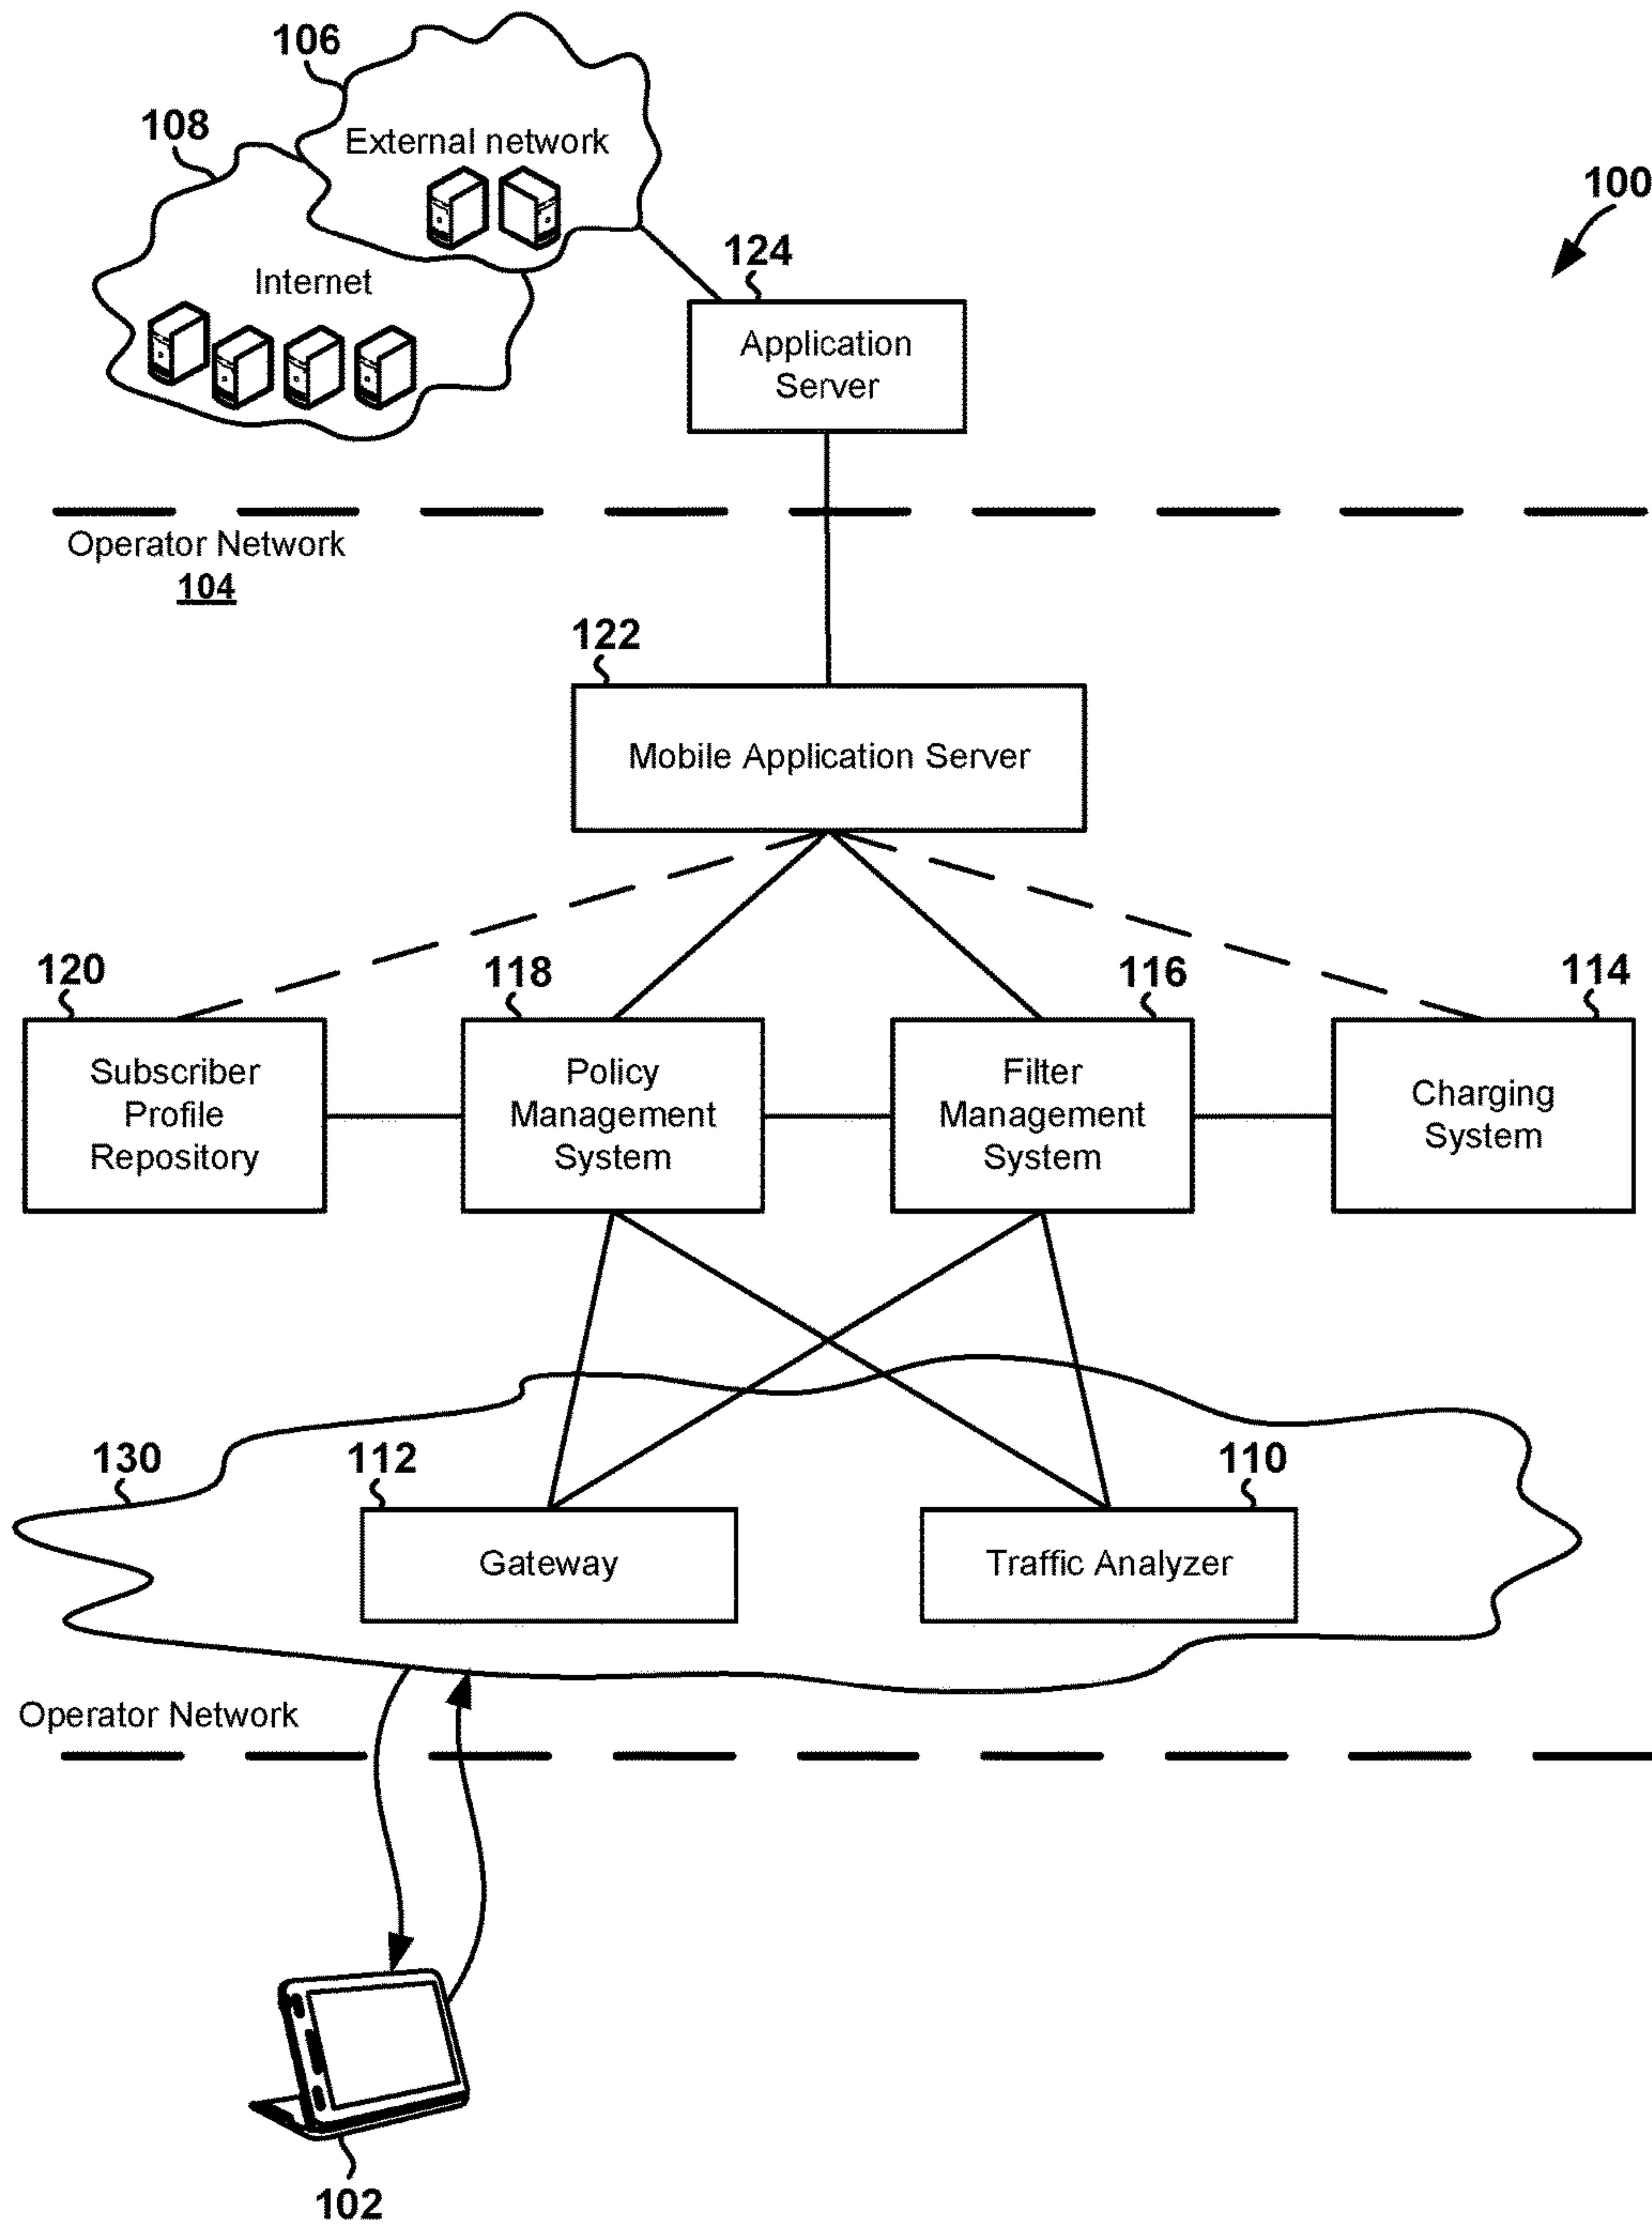 106
108
External network
100
124
Internet
Application
Server
Operator Network
104
122
Mobile Application Server
120
118
116
114
Subscriber
Profile
Repository
Policy
Management
System
Filter
Management
System
Charging
System
130
112
110
Gateway
Traffic Analyzer
Operator Network
102